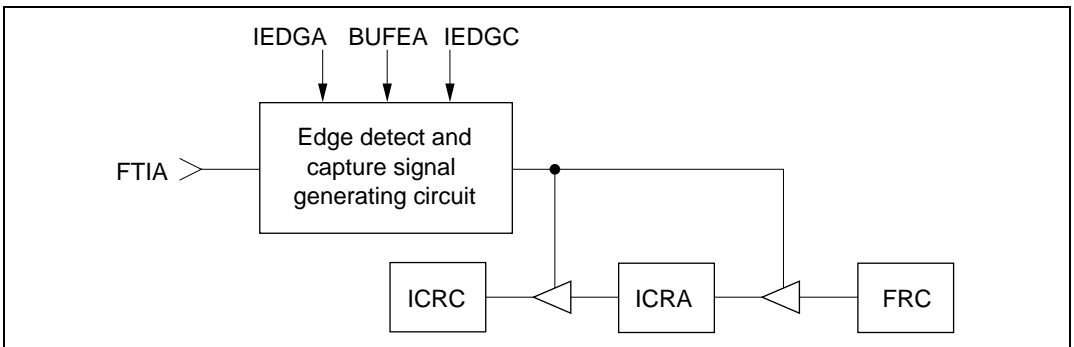 IEDGA BUFEA IEDGC
FTIA
Edge detect and
capture signal
generating circuit
ICRC ICRA FRC